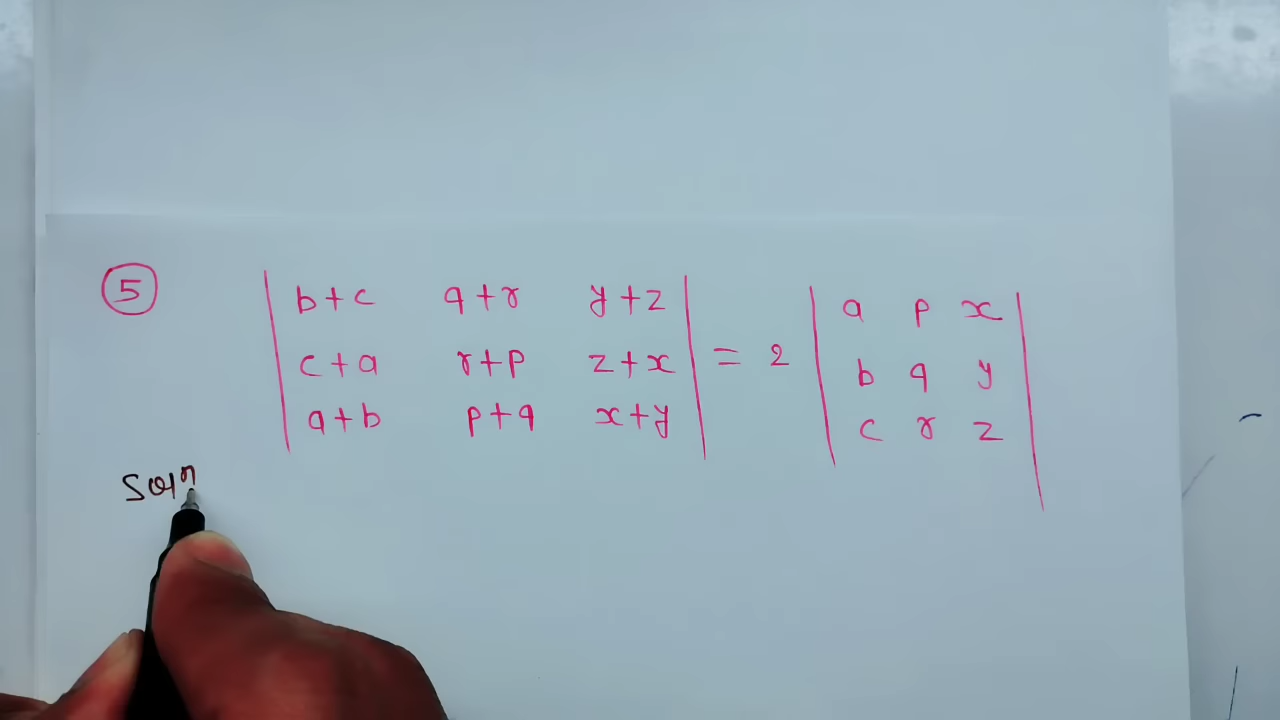 ⑤ | b+c q+r y+z | = 2 | a p x |
| c+a r+p z+x | | b q y |
| a+b p+q x+y | | c r z |
Solⁿ